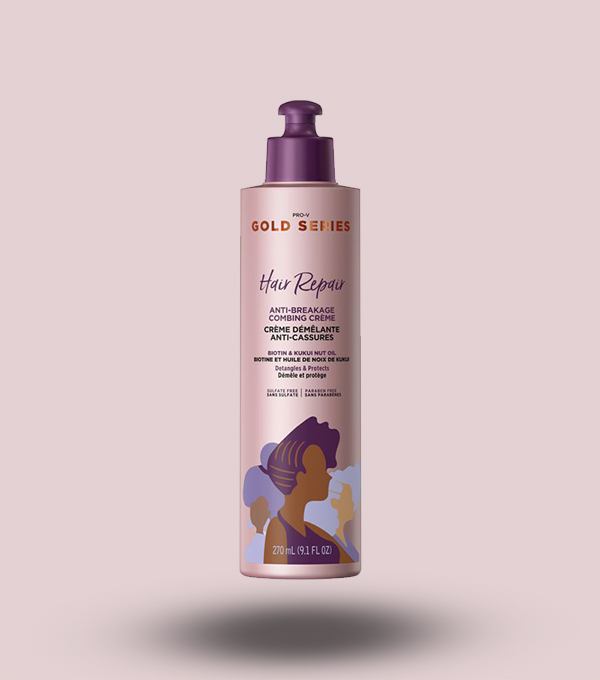 PRO-V
GOLD SERIES
Hair Repair
ANTI-BREAKAGE
COMBING CRÈME
CRÈME DÉMÊLANTE
ANTI-CASSURES
BIOTIN & KUKUI NUT OIL
BIOTINE ET HUILE DE NOIX DE KUKUI
Detangles & Protects
Démêle et protège
SULFATE FREE | PARABEN FREE
SANS SULFATE | SANS PARABÈNES
270 mL (9.1 FL OZ)